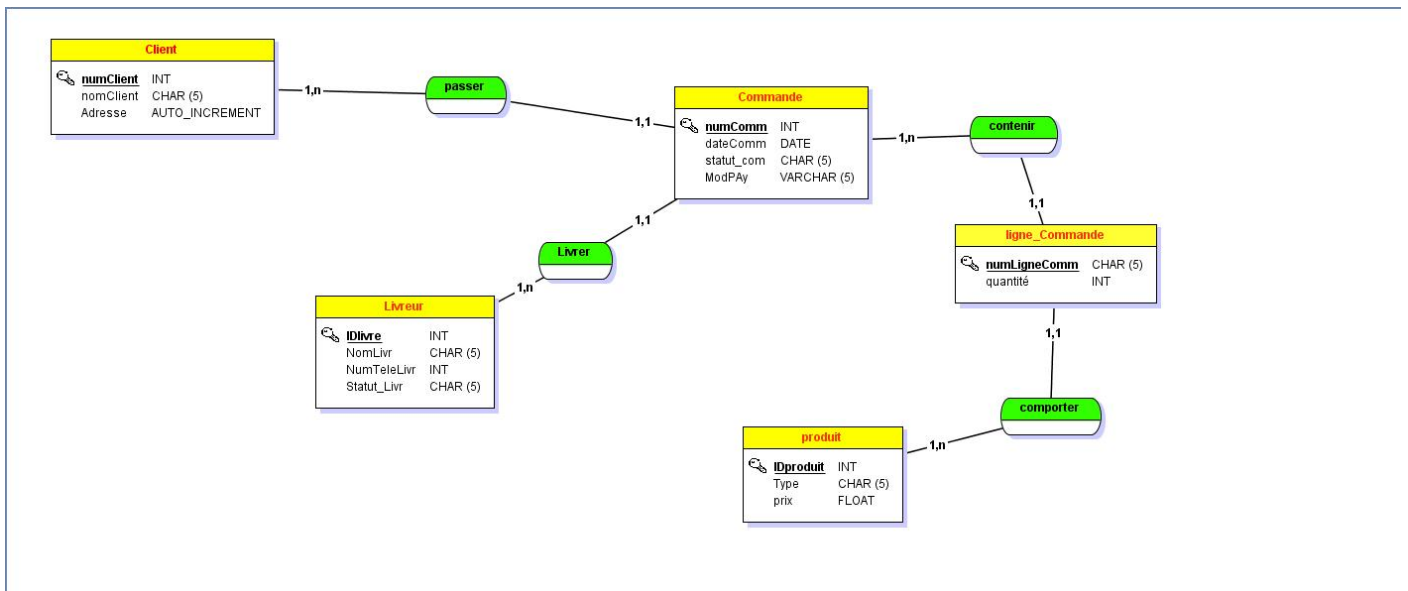 Client
numClient INT
nomClient CHAR (5)
Adresse AUTO_INCREMENT
1,n
passer
1,1
Commande
numComm INT
dateComm DATE
statut_com CHAR (5)
ModPAy VARCHAR (5)
1,n
contenir
1,1
ligne_Commande
numLigneComm CHAR (5)
quantité INT
1,1
Livrer
1,n
Livreur
IDlivre INT
NomLivr CHAR (5)
NumTeleLivr INT
Statut_Livr CHAR (5)
1,1
comporter
1,n
produit
IDproduit INT
Type CHAR (5)
prix FLOAT